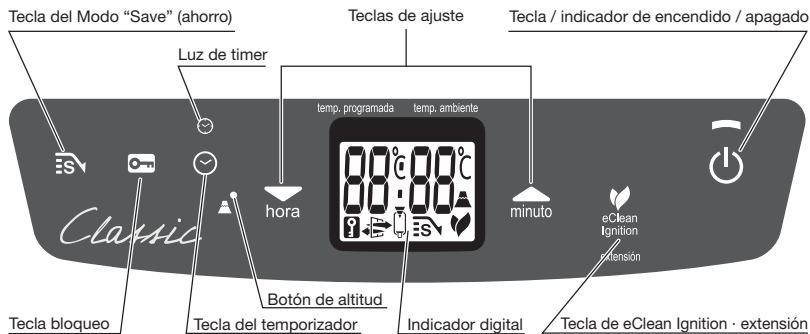 Tecla del Modo “Save” (ahorro)
Teclas de ajuste
Tecla / indicador de encendido / apagado
Luz de timer
temp. programada
temp. ambiente
88°C 88°C
S
S
hora
minuto
eClean
Ignition
extensión
Classic
Botón de altitud
Tecla bloqueo
Tecla del temporizador
Indicador digital
Tecla de eClean Ignition · extensión